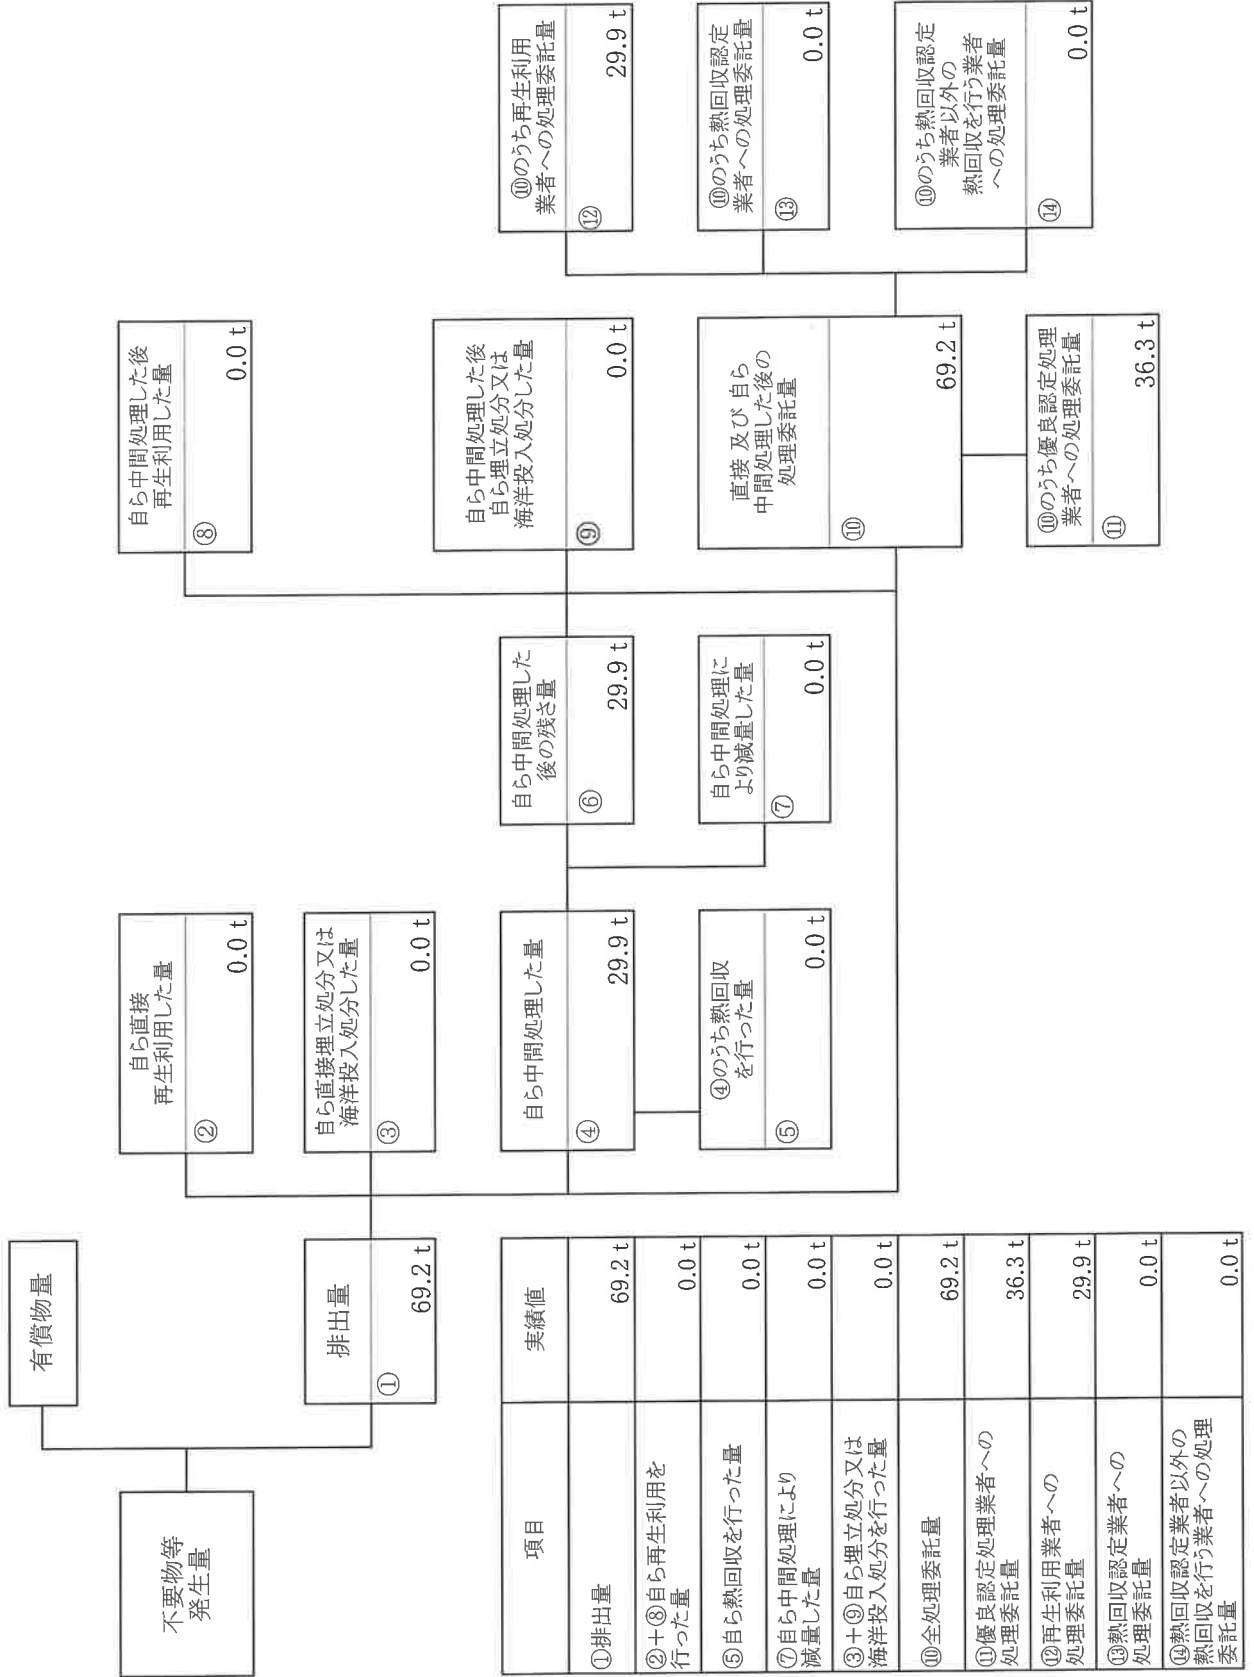 不要物等
発生量
有償物量
排出量
①
69.2 t
自ら直接
再生利用した量
②
0.0 t
自ら直接埋立処分又は
海洋投入処分した量
③
0.0 t
自ら中間処理した量
④
29.9 t
④のうち熱回収
を行った量
⑤
0.0 t
自ら中間処理した
後の残さ量
⑥
29.9 t
自ら中間処理に
より減量した量
⑦
0.0 t
自ら中間処理した後
再生利用した量
⑧
0.0 t
自ら中間処理した後
自ら埋立処分又は
海洋投入処分した量
⑨
0.0 t
直接 及び 自ら
中間処理した後の
処理委託量
⑩
69.2 t
⑩のうち優良認定処理
業者への処理委託量
⑪
36.3 t
⑩のうち再生利用
業者への処理委託量
⑫
29.9 t
⑩のうち熱回収認定
業者への処理委託量
⑬
0.0 t
⑩のうち熱回収認定
業者以外の
熱回収を行う業者
への処理委託量
⑭
0.0 t
項目
実績値
①排出量
69.2 t
②+⑧自ら再生利用を
行った量
0.0 t
⑤自ら熱回収を行った量
0.0 t
⑦自ら中間処理により
減量した量
0.0 t
③+⑨自ら埋立処分又は
海洋投入処分を行った量
0.0 t
⑩全処理委託量
69.2 t
⑪優良認定処理業者への
処理委託量
36.3 t
⑫再生利用業者への
処理委託量
29.9 t
⑬熱回収認定業者への
処理委託量
0.0 t
⑭熱回収認定業者以外の
熱回収を行う業者への処理
委託量
0.0 t